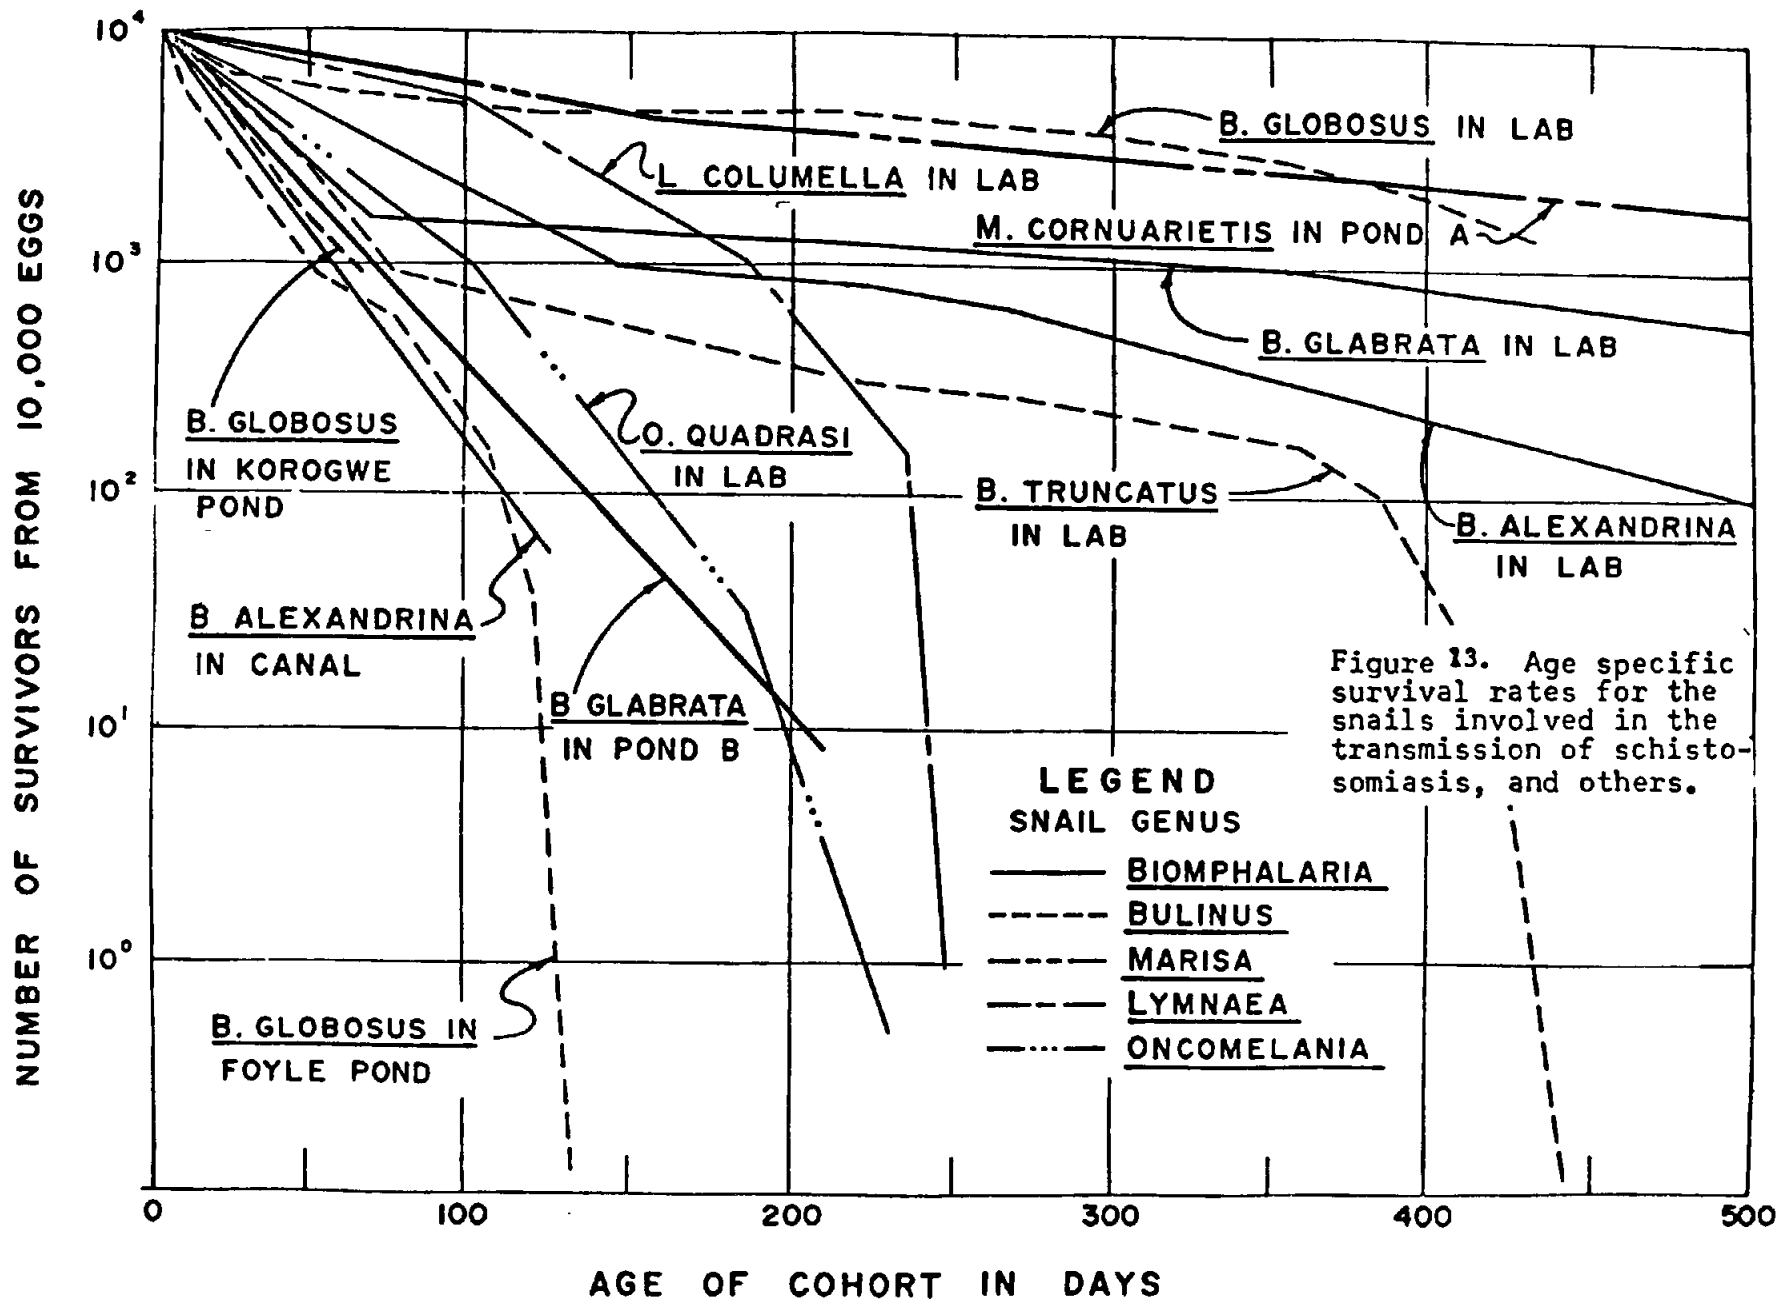 NUMBER OF SURVIVORS FROM 10,000 EGGS
10⁴
10³
10²
10¹
10⁰
B. GLOBOSUS IN LAB
L COLUMELLA IN LAB
M. CORNUARIETIS IN POND A
B. GLABRATA IN LAB
B. GLOBOSUS
IN KOROGWE
POND
O. QUADRASI
IN LAB
B. TRUNCATUS
IN LAB
B. ALEXANDRINA
IN LAB
B ALEXANDRINA
IN CANAL
B GLABRATA
IN POND B
B. GLOBOSUS IN
FOYLE POND
Figure 13. Age specific
survival rates for the
snails involved in the
transmission of schisto-
somiasis, and others.
LEGEND
SNAIL GENUS
BIOMPHALARIA
BULINUS
MARISA
LYMNAEA
ONCOMELANIA
0 100 200 300 400 500
AGE OF COHORT IN DAYS